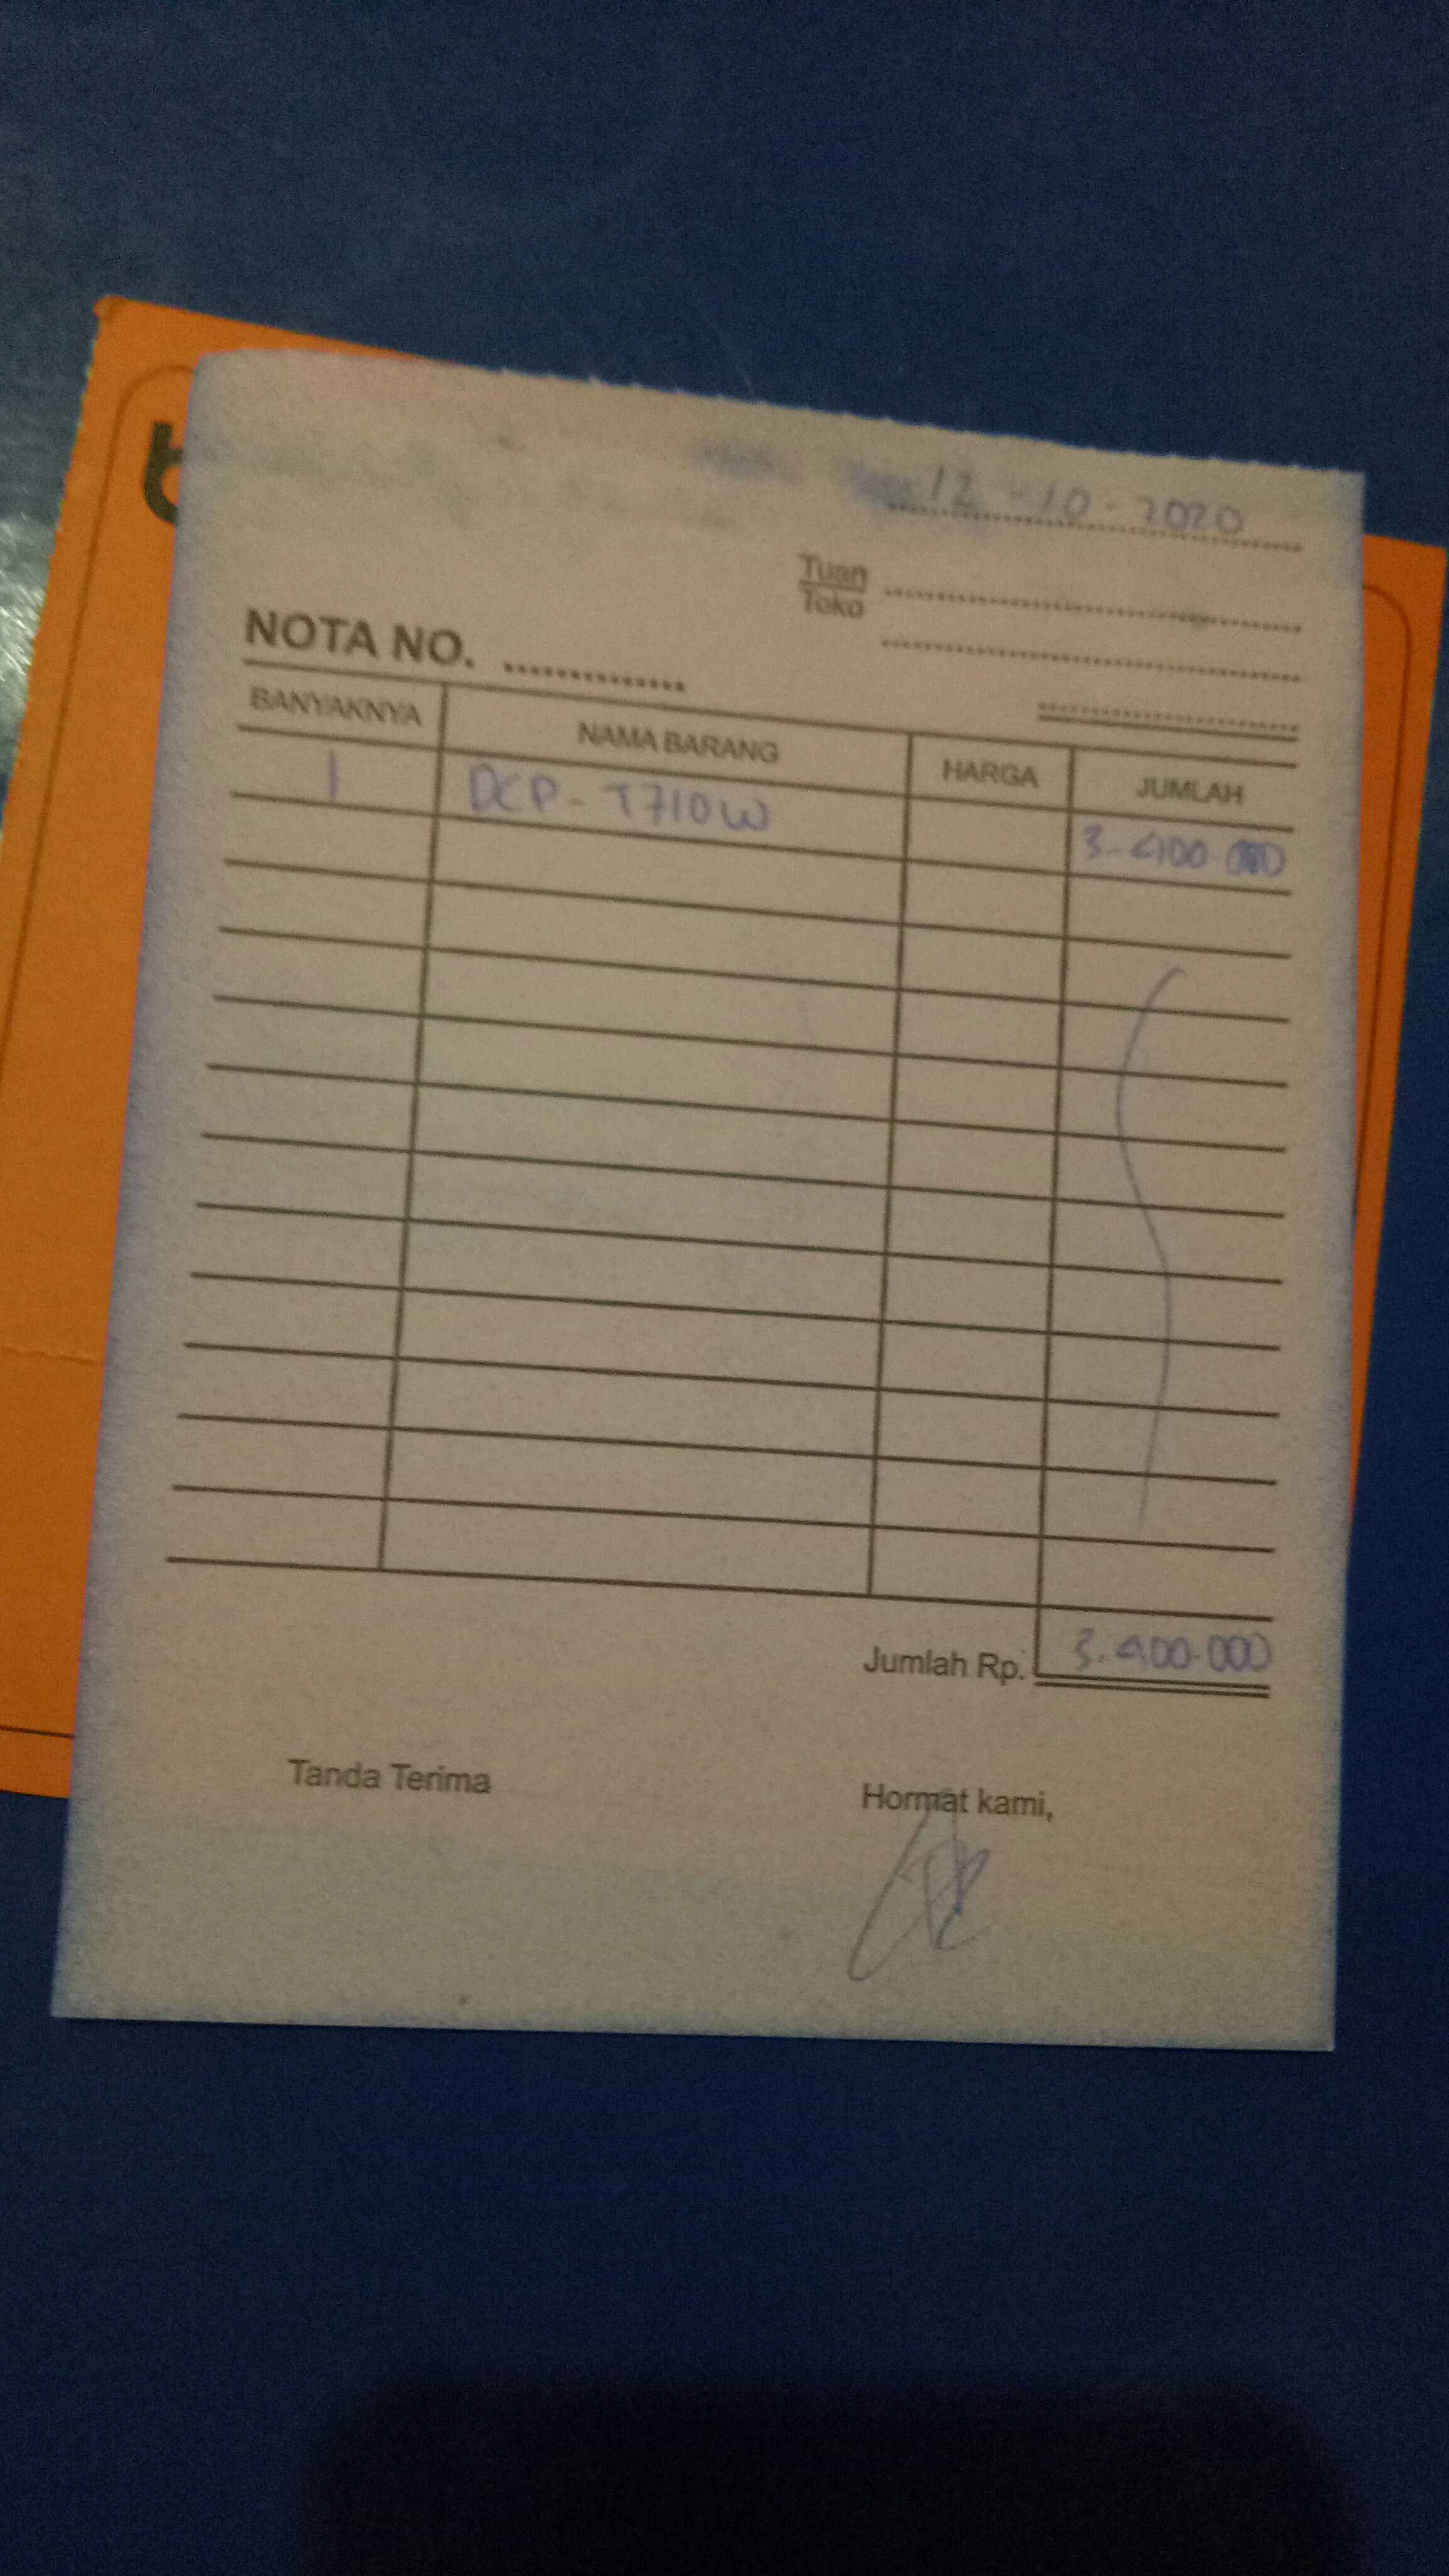 12 - 10 - 2020
Tuan
Toko
NOTA NO. ..............
BANYAKNYA NAMA BARANG HARGA JUMLAH
1 DCP - T710W 3.400.000
Jumlah Rp. 3.400.000
Tanda Terima Hormat kami,